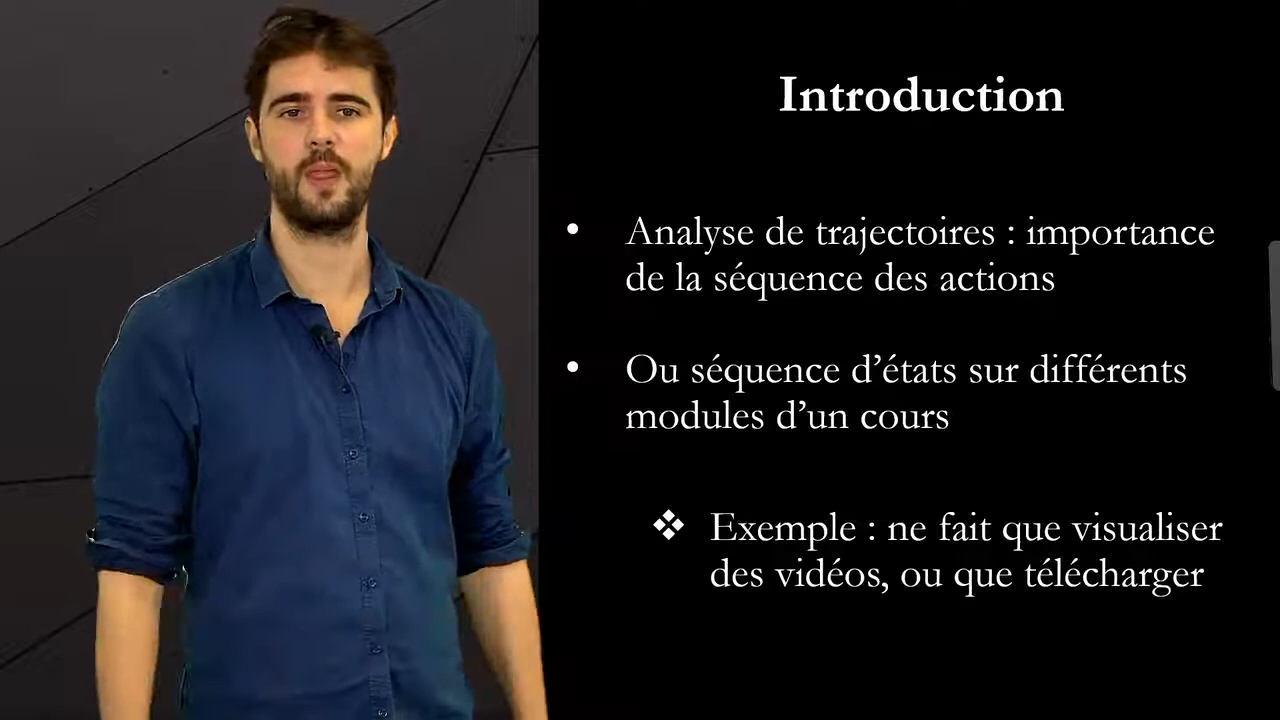 Introduction
• Analyse de trajectoires : importance
de la séquence des actions
• Ou séquence d’états sur différents
modules d’un cours
❖ Exemple : ne fait que visualiser
des vidéos, ou que télécharger